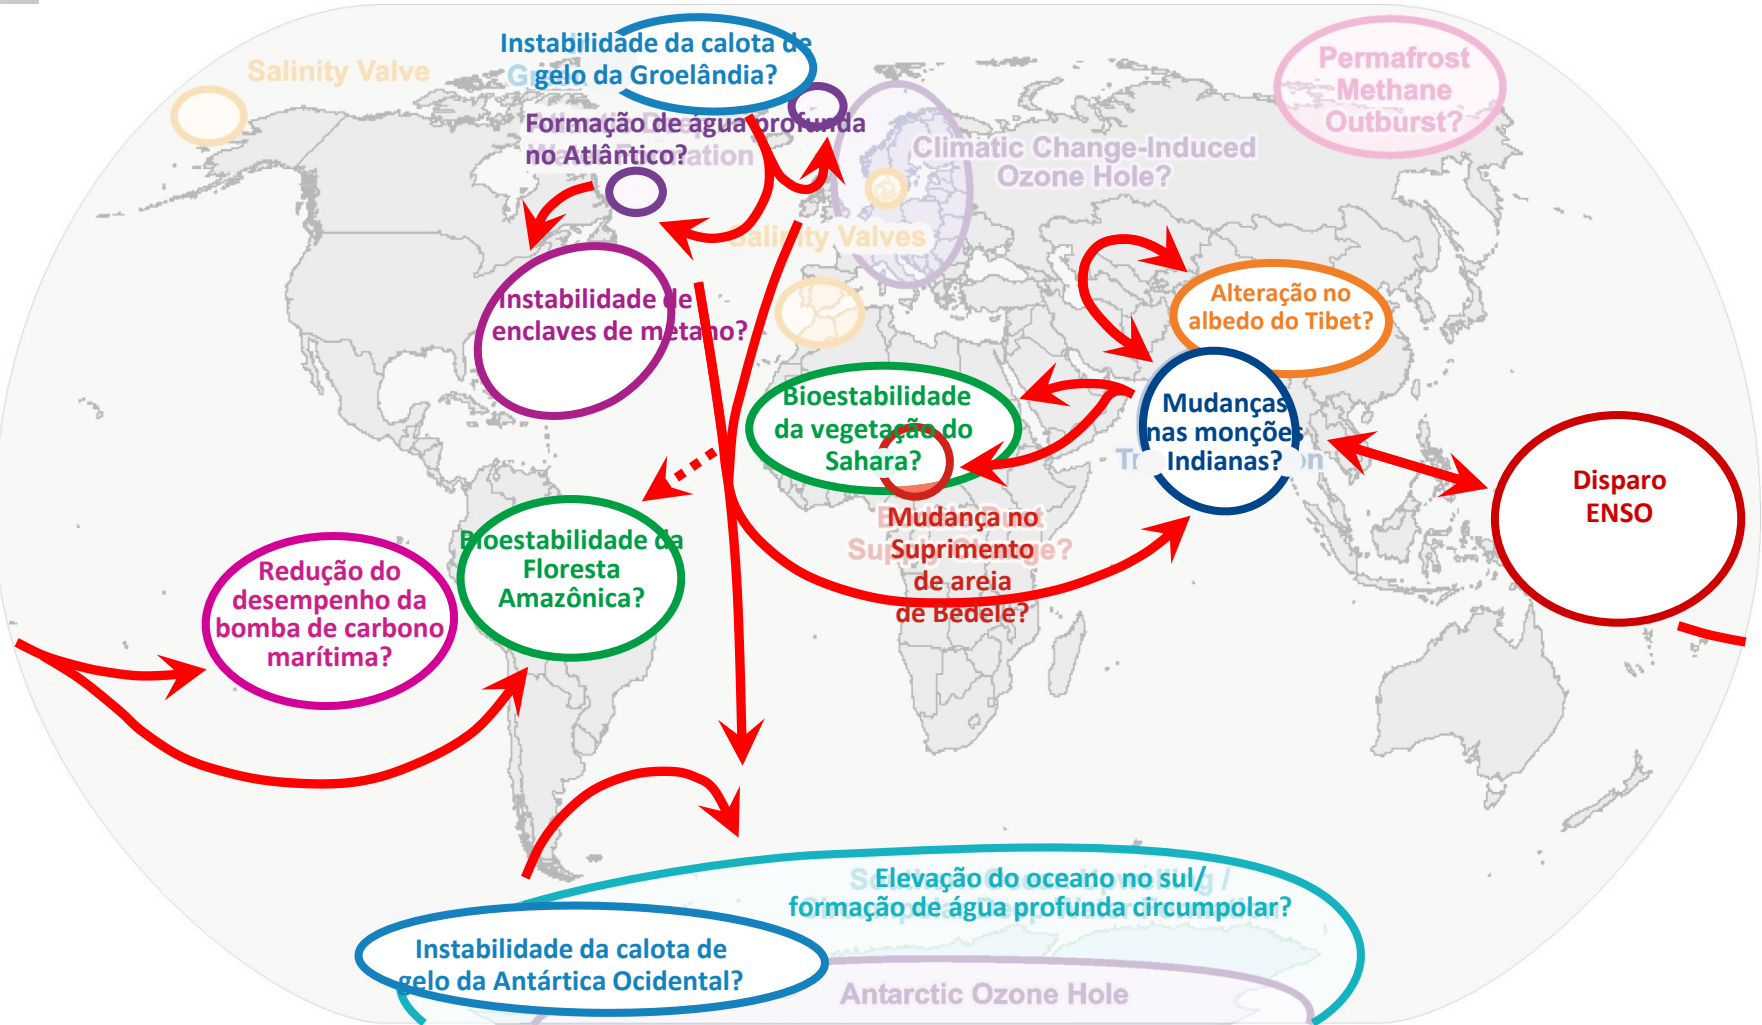 Instabilidade da calota de
gelo da Groelândia?
Salinity Valve
Permafrost
Methane
Outburst?
Formação de água profunda
no Atlântico?
Climatic Change-Induced
Ozone Hole?
Salinity Valves
Instabilidade de
enclaves de metano?
Alteração no
albedo do Tibet?
Bioestabilidade
da vegetação do
Sahara?
Mudanças
nas monções
Indianas?
Disparo
ENSO
Mudança no
Suprimento
de areia
de Bedele?
Bioestabilidade da
Floresta
Amazônica?
Redução do
desempenho da
bomba de carbono
marítima?
Elevação do oceano no sul/
formação de água profunda circumpolar?
Instabilidade da calota de
gelo da Antártica Ocidental?
Antarctic Ozone Hole